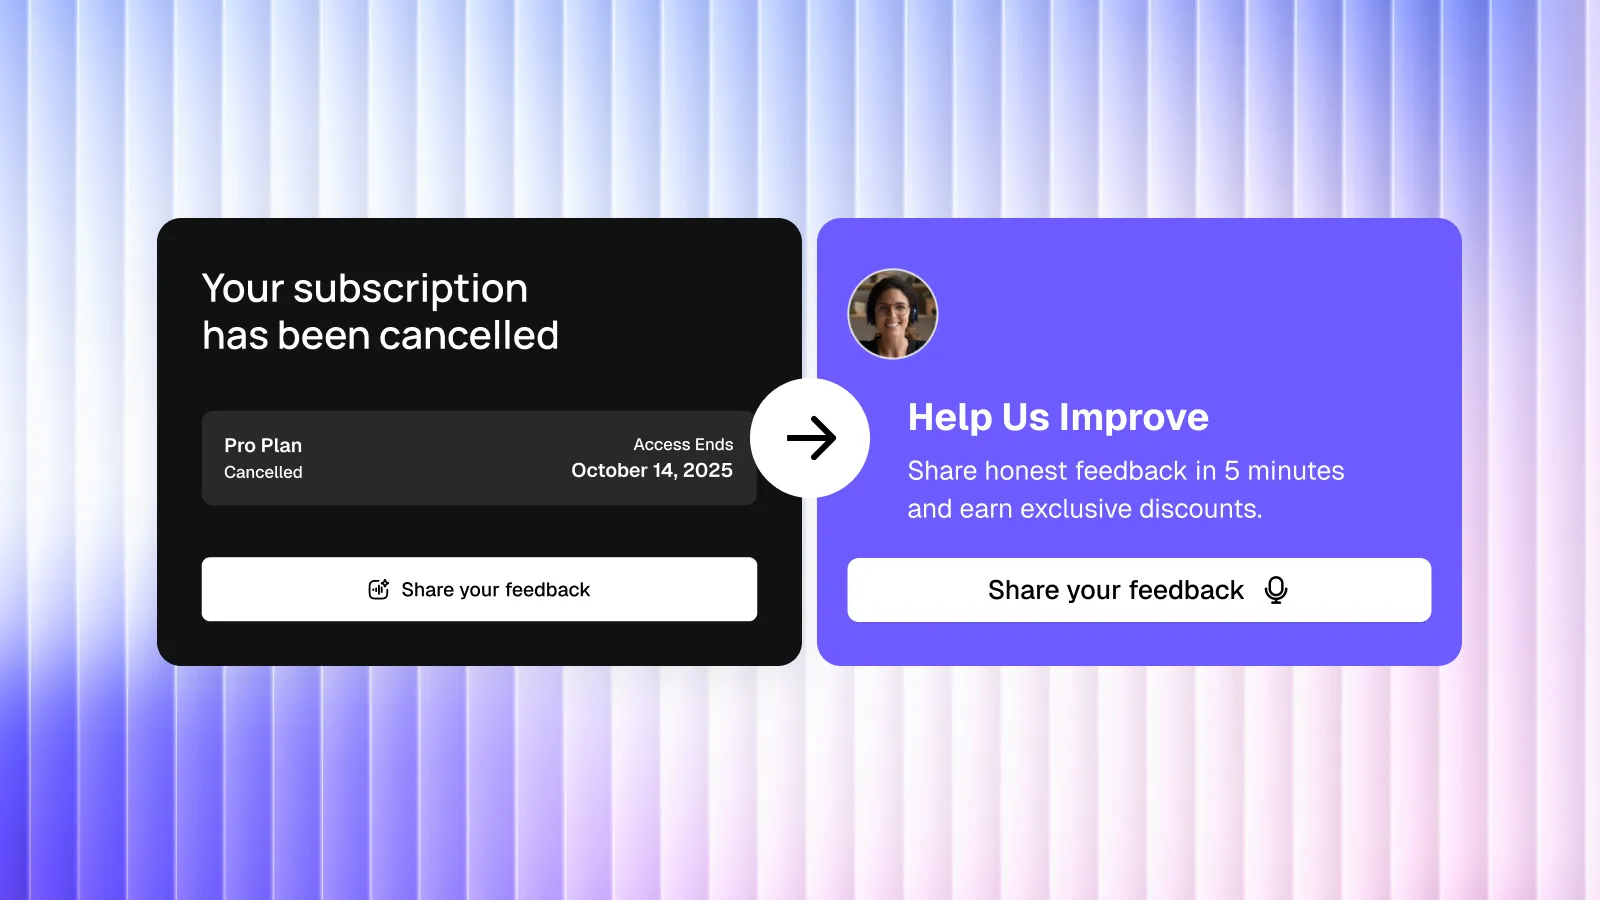 Your subscription
has been cancelled
Pro Plan
Cancelled
Access Ends
October 14, 2025
Share your feedback
Help Us Improve
Share honest feedback in 5 minutes
and earn exclusive discounts.
Share your feedback